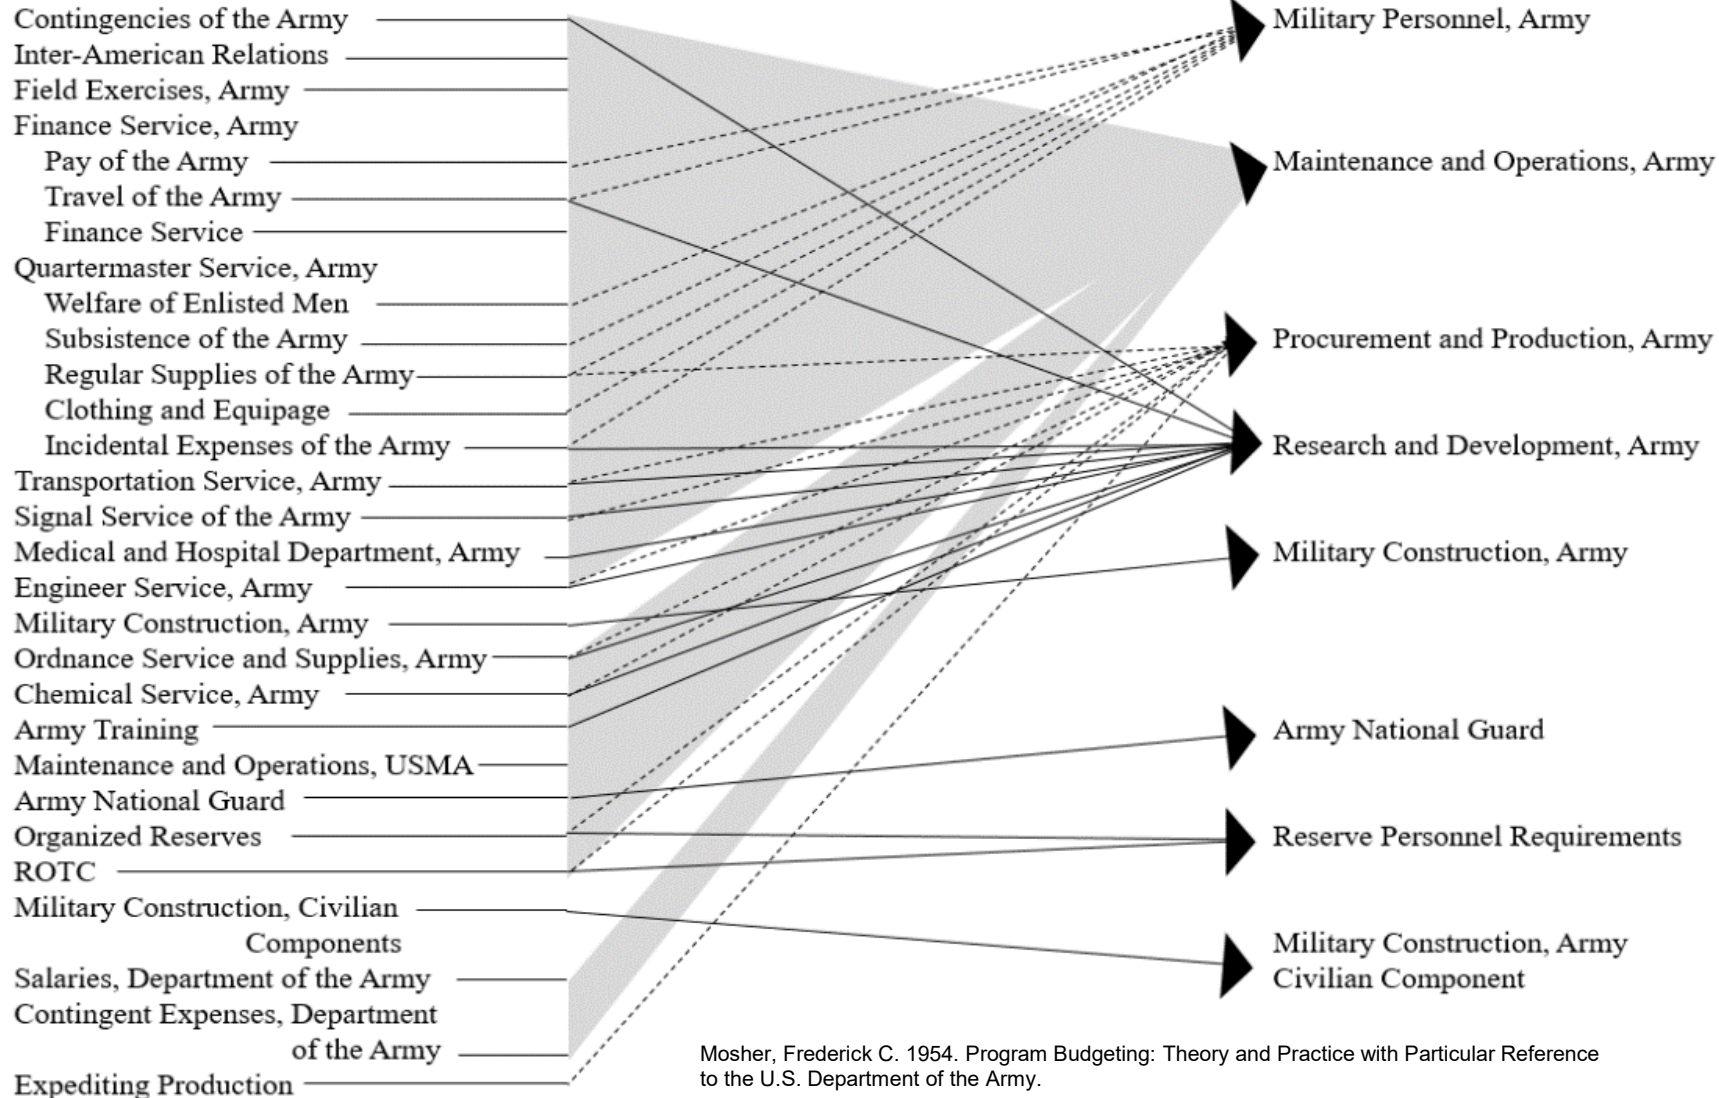 Contingencies of the Army
Inter-American Relations
Field Exercises, Army
Finance Service, Army
Pay of the Army
Travel of the Army
Finance Service
Quartermaster Service, Army
Welfare of Enlisted Men
Subsistence of the Army
Regular Supplies of the Army
Clothing and Equipage
Incidental Expenses of the Army
Transportation Service, Army
Signal Service of the Army
Medical and Hospital Department, Army
Engineer Service, Army
Military Construction, Army
Ordnance Service and Supplies, Army
Chemical Service, Army
Army Training
Maintenance and Operations, USMA
Army National Guard
Organized Reserves
ROTC
Military Construction, Civilian
Components
Salaries, Department of the Army
Contingent Expenses, Department
of the Army
Expediting Production
Military Personnel, Army
Maintenance and Operations, Army
Procurement and Production, Army
Research and Development, Army
Military Construction, Army
Army National Guard
Reserve Personnel Requirements
Military Construction, Army
Civilian Component
Mosher, Frederick C. 1954. Program Budgeting: Theory and Practice with Particular Reference
to the U.S. Department of the Army.